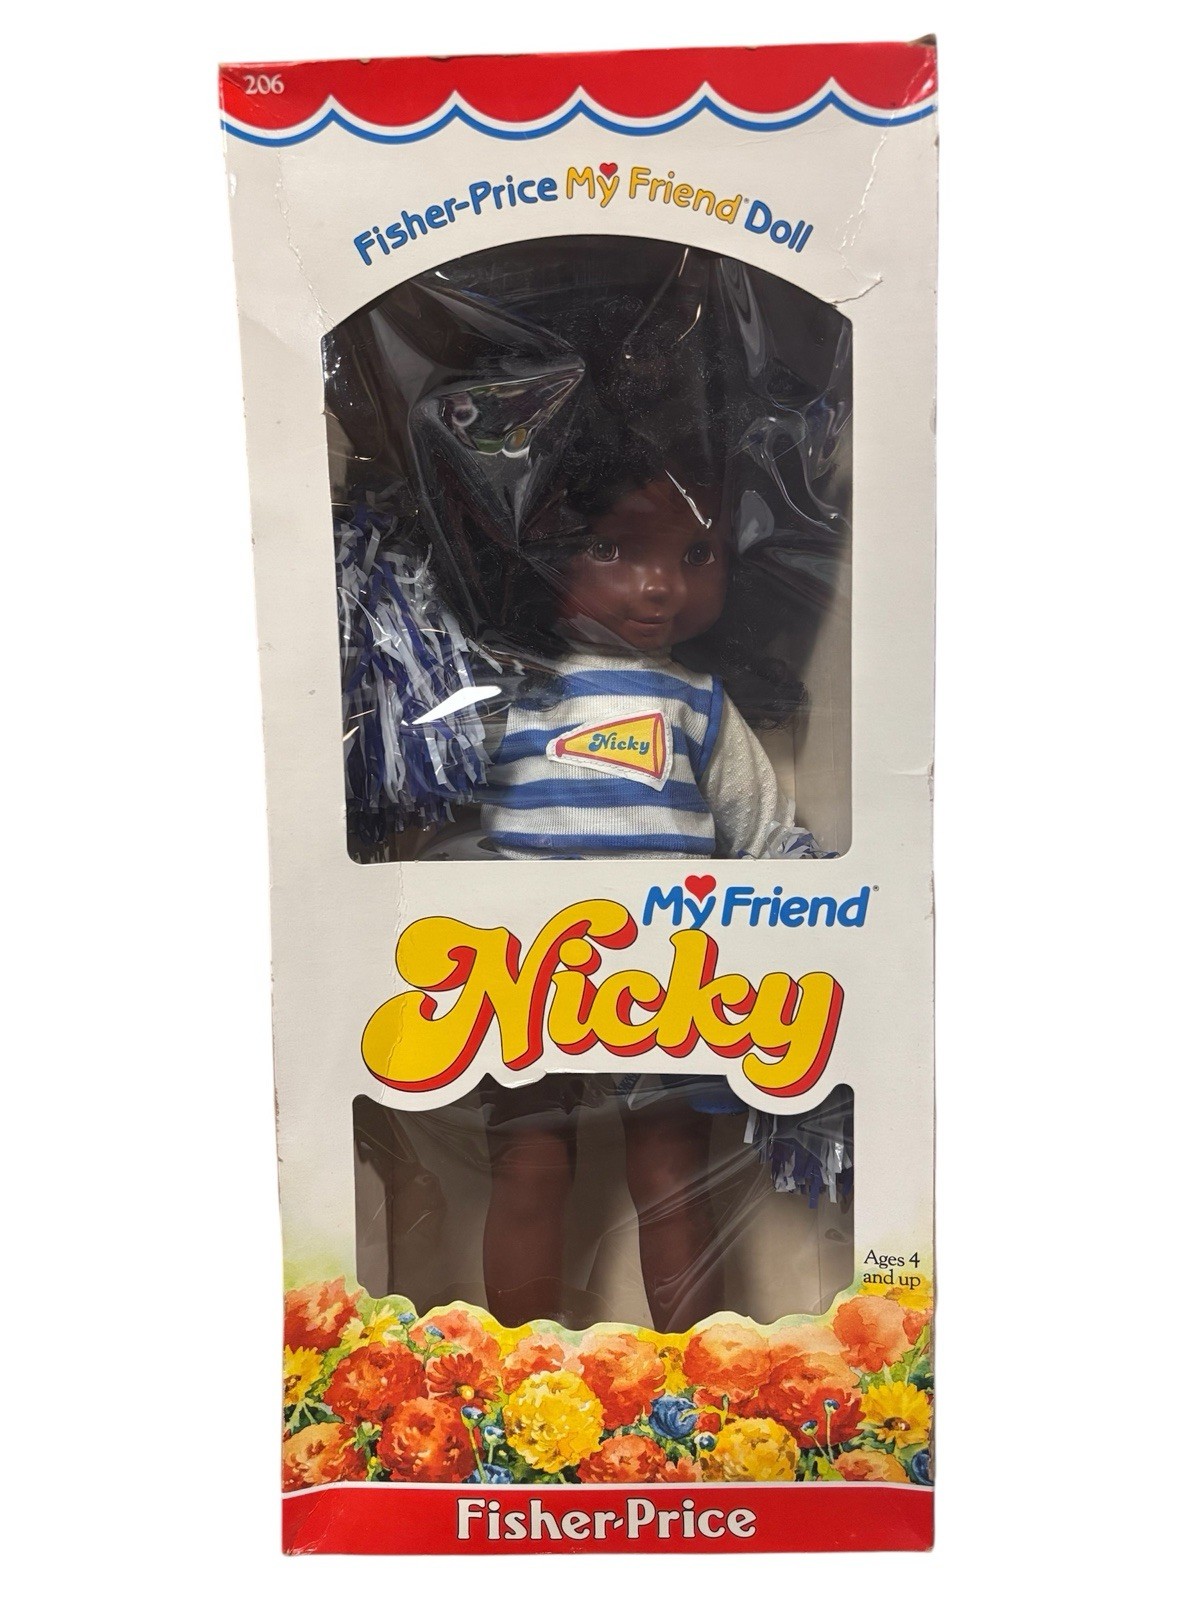 206
Fisher-Price My Friend® Doll
Nicky
My Friend®
Nicky
Ages 4
and up
Fisher-Price